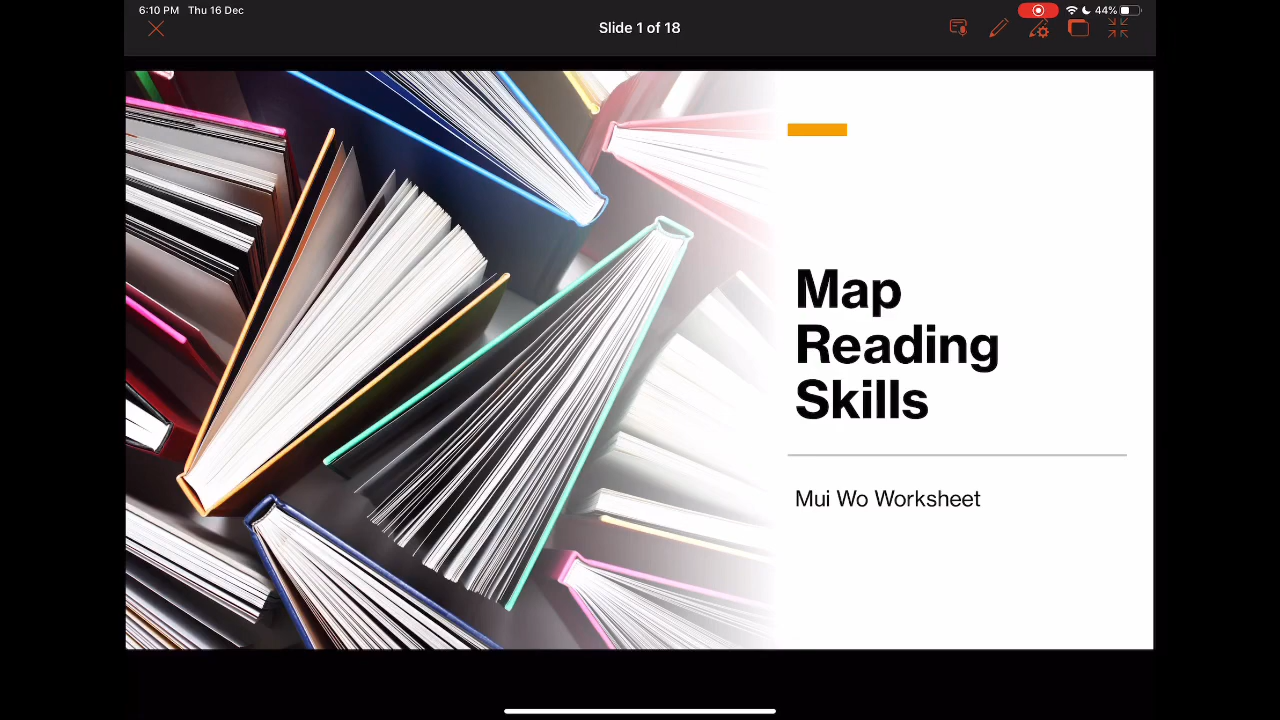 6:10 PM Thu 16 Dec
44%
Slide 1 of 18
Map
Reading
Skills
Mui Wo Worksheet